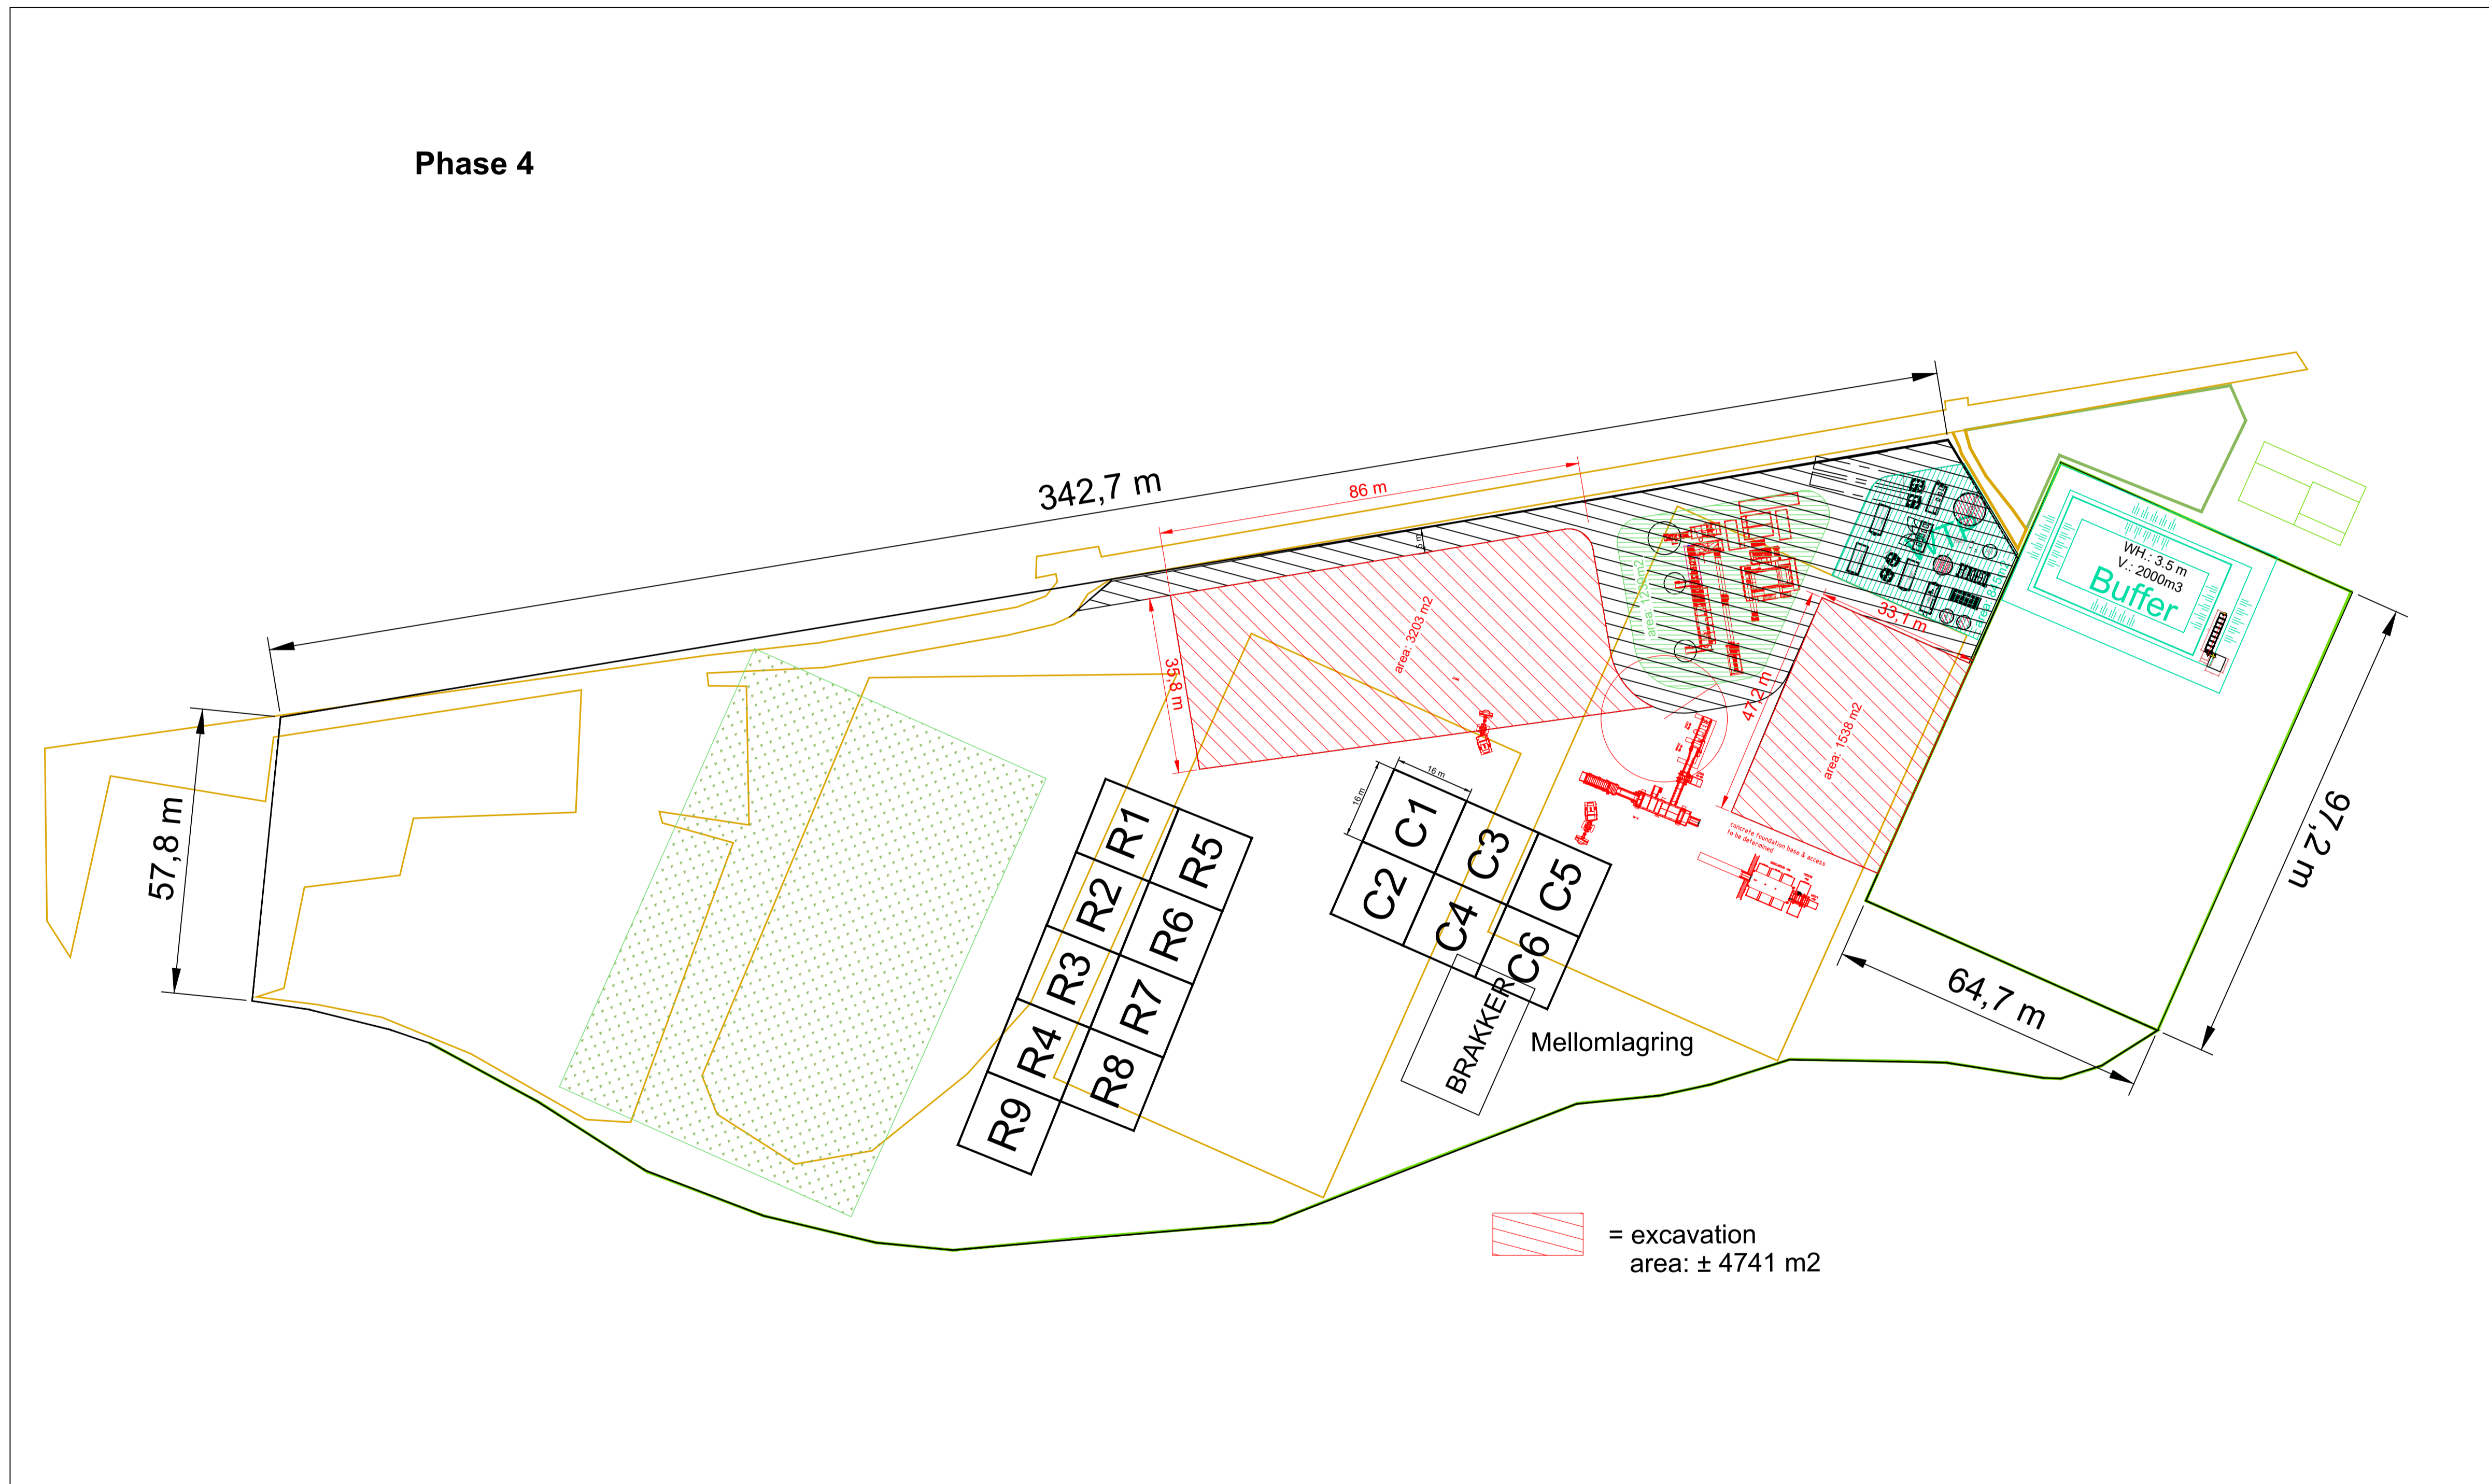 Phase 4
342,7 m
86 m
5 m
WH.: 3.5 m
V.: 2000m3
Buffer
33,1 m
area: 3203 m2
35,8 m
47,2 m
area: 1538 m2
57,8 m
97,2 m
16 m
16 m
C1
C3
C5
C2
C4
C6
R1
R5
R2
R6
R3
R7
R4
R8
R9
concrete foundation base & access
to be determined
BRAKKER
Mellomlagring
64,7 m
= excavation
area: ± 4741 m2